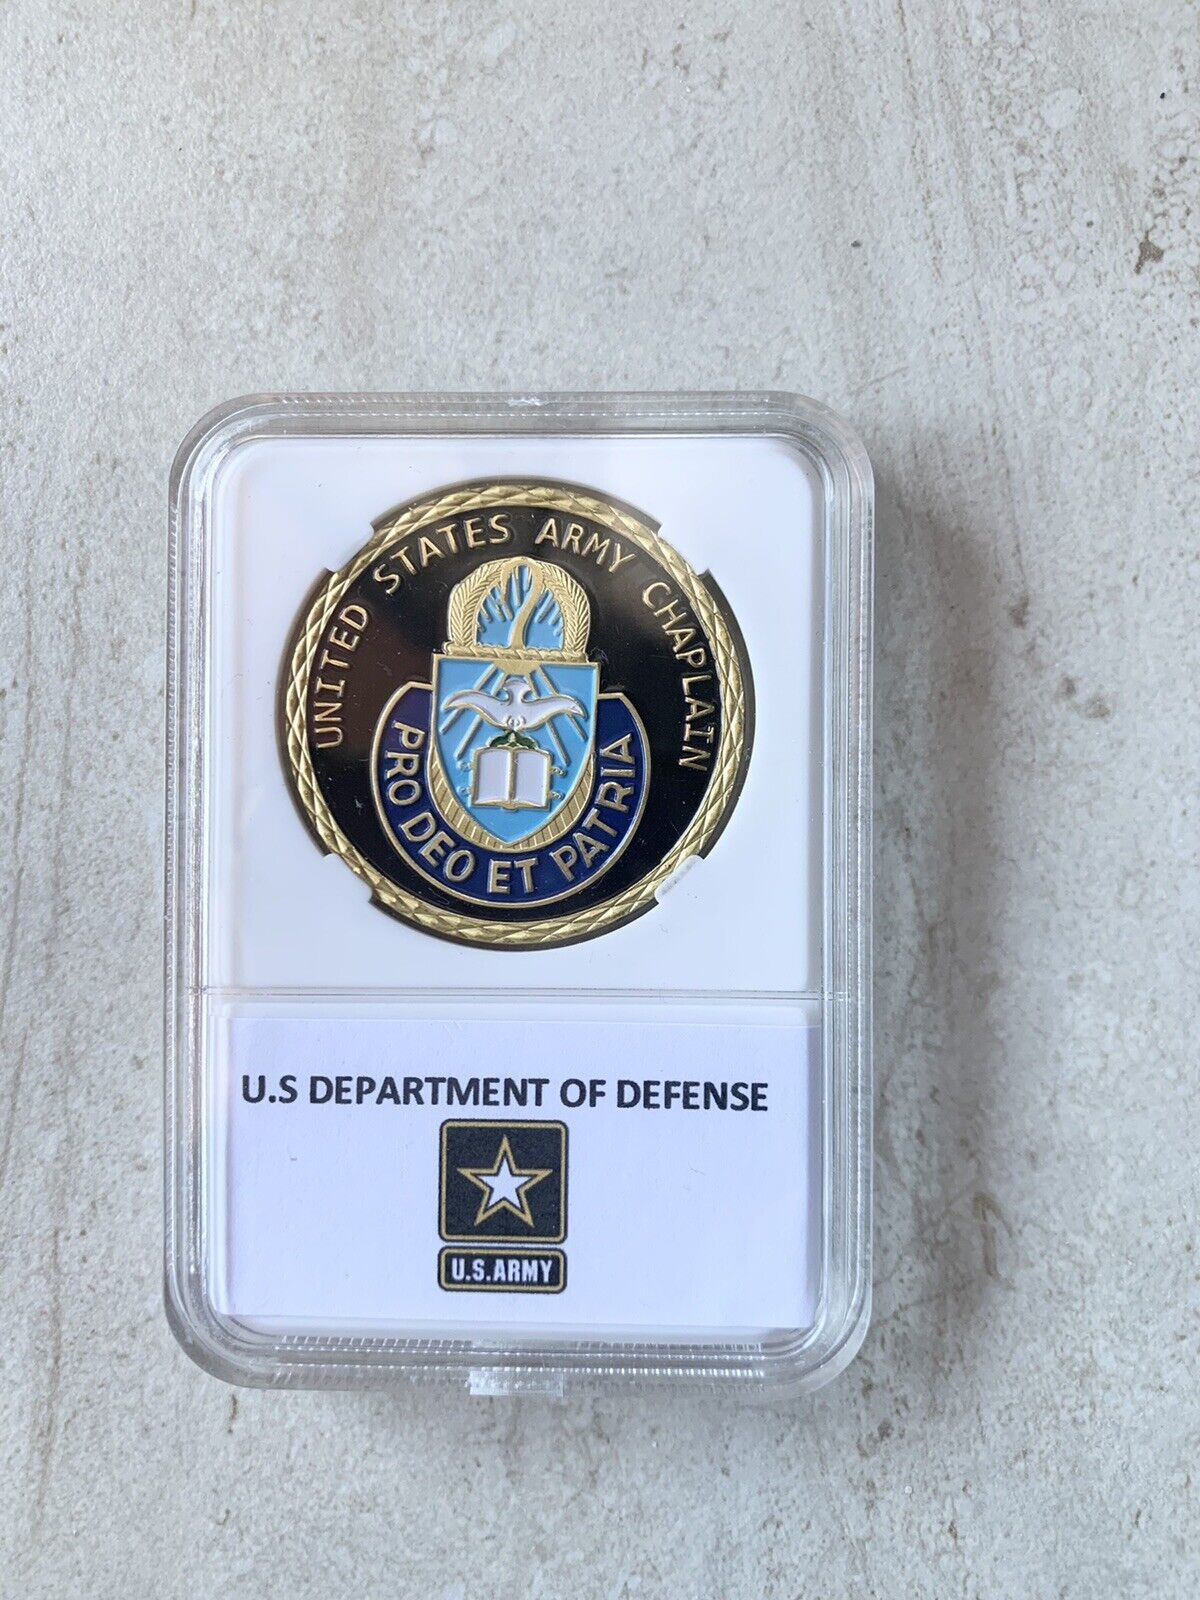 UNITED STATES ARMY CHAPLAIN
PRO DEO ET PATRIA
U.S DEPARTMENT OF DEFENSE
U.S.ARMY